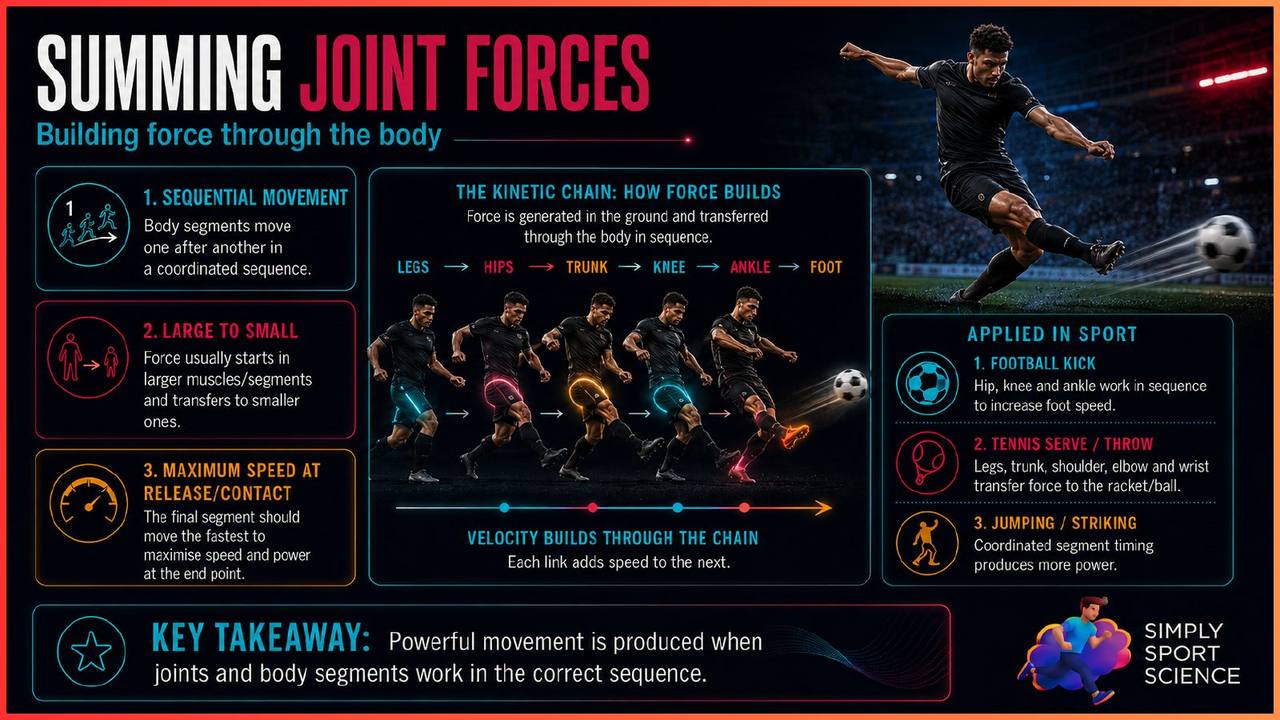 SUMMING JOINT FORCES
Building force through the body
1
1. SEQUENTIAL MOVEMENT
Body segments move
one after another in
a coordinated sequence.
2. LARGE TO SMALL
Force usually starts in
larger muscles/segments
and transfers to smaller
ones.
3. MAXIMUM SPEED AT
RELEASE/CONTACT
The final segment should
move the fastest to
maximise speed and power
at the end point.
THE KINETIC CHAIN: HOW FORCE BUILDS
Force is generated in the ground and transferred
through the body in sequence.
LEGS → HIPS → TRUNK → KNEE → ANKLE → FOOT
VELOCITY BUILDS THROUGH THE CHAIN
Each link adds speed to the next.
APPLIED IN SPORT
1. FOOTBALL KICK
Hip, knee and ankle work in sequence
to increase foot speed.
2. TENNIS SERVE / THROW
Legs, trunk, shoulder, elbow and wrist
transfer force to the racket/ball.
3. JUMPING / STRIKING
Coordinated segment timing
produces more power.
KEY TAKEAWAY: Powerful movement is produced when
joints and body segments work in the correct sequence.
SIMPLY
SPORT
SCIENCE